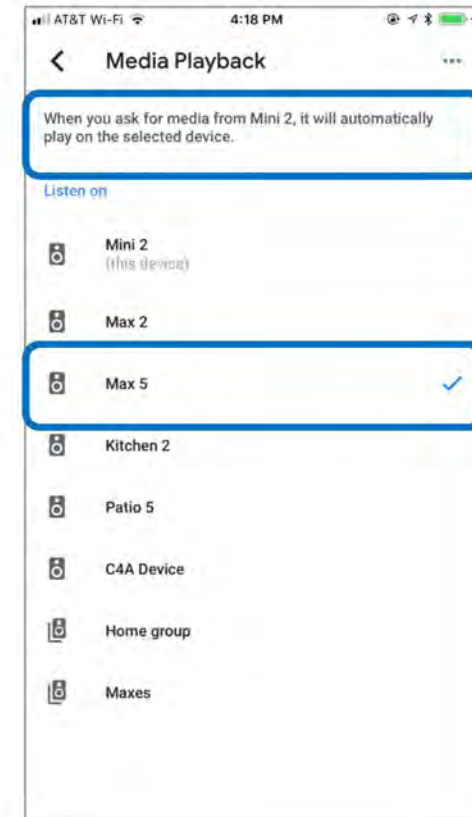 AT&T Wi-Fi
4:18 PM
Media Playback
When you ask for media from Mini 2, it will automatically
play on the selected device.
Listen on
Mini 2
(this device)
Max 2
Max 5
Kitchen 2
Patio 5
C4A Device
Home group
Maxes